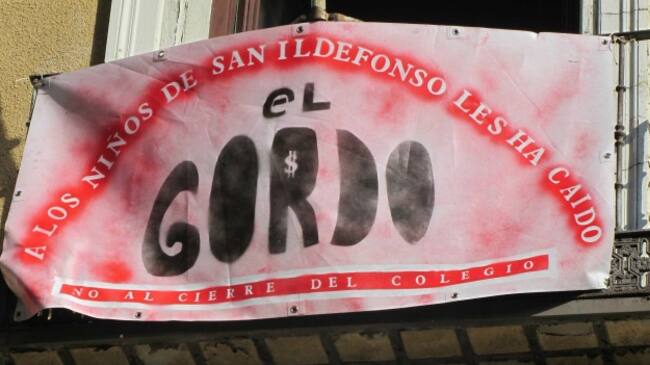 A LOS NIÑOS DE SAN ILDEFONSO LES HA CAIDO
eL
GORDO
$
NO AL CIERRE DEL COLEGIO